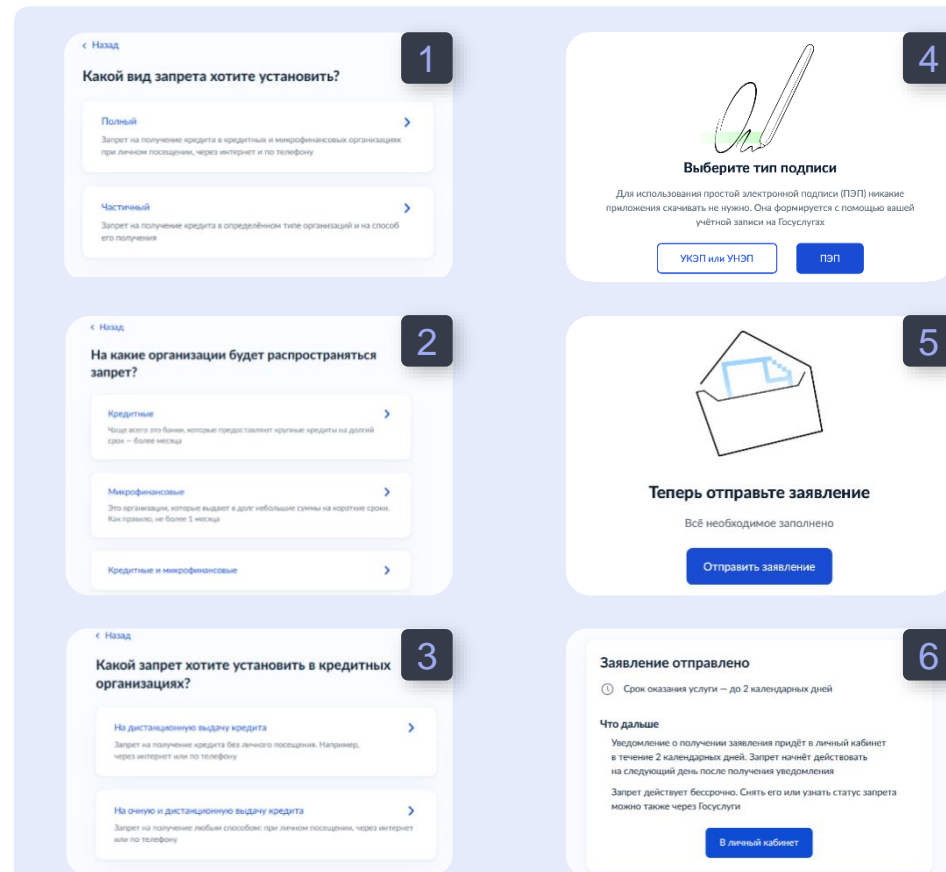 Назад
Какой вид запрета хотите установить?
1
Полный
Запрет на получение кредита в кредитных и микрофинансовых организациях
при личном посещении, через интернет и по телефону
Частичный
Запрет на получение кредита в определённом типе организаций и на способ
его получения
Назад
На какие организации будет распространяться
запрет?
2
Кредитные
Чаще всего это банки, которые предоставляют крупные кредиты на долгий
срок — более месяца
Микрофинансовые
Это организации, которые выдают в долг небольшие суммы на короткие сроки.
Как правило, не более 1 месяца
Кредитные и микрофинансовые
Назад
Какой запрет хотите установить в кредитных
организациях?
3
На дистанционную выдачу кредита
Запрет на получение кредита без личного посещения. Например,
через интернет или по телефону
На очную и дистанционную выдачу кредита
Запрет на получение любым способом: при личном посещении, через интернет
или по телефону
4
Выберите тип подписи
Для использования простой электронной подписи (ПЭП) никакие
приложения скачивать не нужно. Она формируется с помощью вашей
учётной записи на Госуслугах
УКЭП или УНЭП
ПЭП
5
Теперь отправьте заявление
Всё необходимое заполнено
Отправить заявление
6
Заявление отправлено
Срок оказания услуги — до 2 календарных дней
Что дальше
Уведомление о получении заявления придёт в личный кабинет
в течение 2 календарных дней. Запрет начнёт действовать
на следующий день после получения уведомления
Запрет действует бессрочно. Снять его или узнать статус запрета
можно также через Госуслуги
В личный кабинет